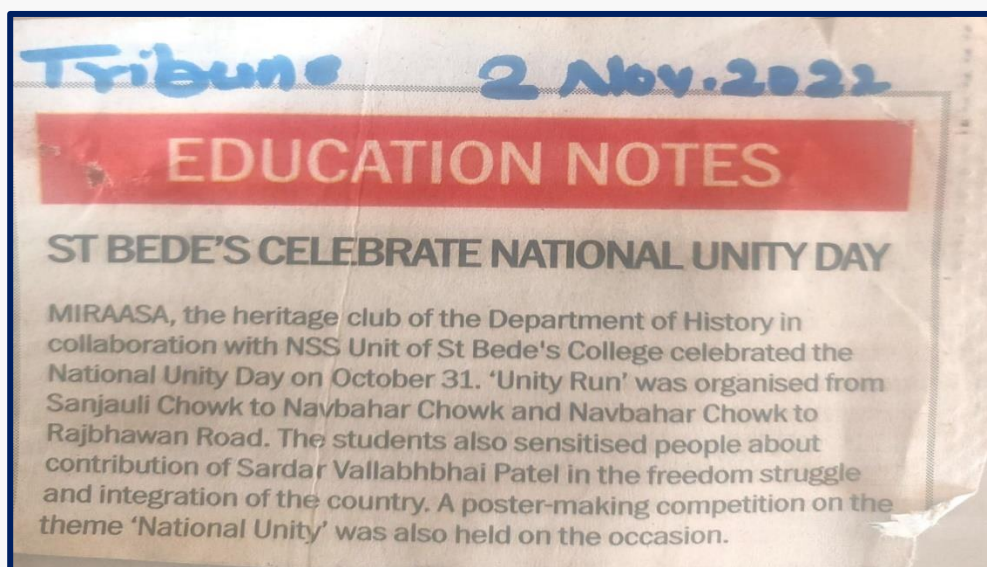 Tribune 2 Nov. 2022
EDUCATION NOTES
ST BEDE'S CELEBRATE NATIONAL UNITY DAY
MIRAASA, the heritage club of the Department of History in
collaboration with NSS Unit of St Bede's College celebrated the
National Unity Day on October 31. ‘Unity Run’ was organised from
Sanjauli Chowk to Navbahar Chowk and Navbahar Chowk to
Rajbhawan Road. The students also sensitised people about
contribution of Sardar Vallabhbhai Patel in the freedom struggle
and integration of the country. A poster-making competition on the
theme ‘National Unity’ was also held on the occasion.